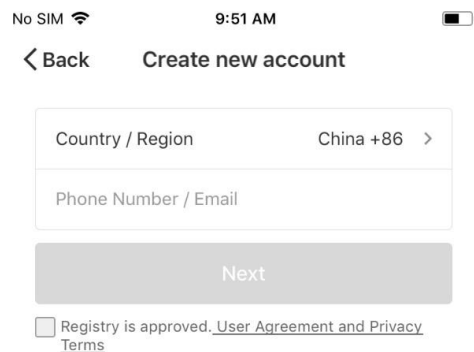 No SIM 9:51 AM
Back Create new account
Country / Region China +86
Phone Number / Email
Next
Registry is approved. User Agreement and Privacy
Terms